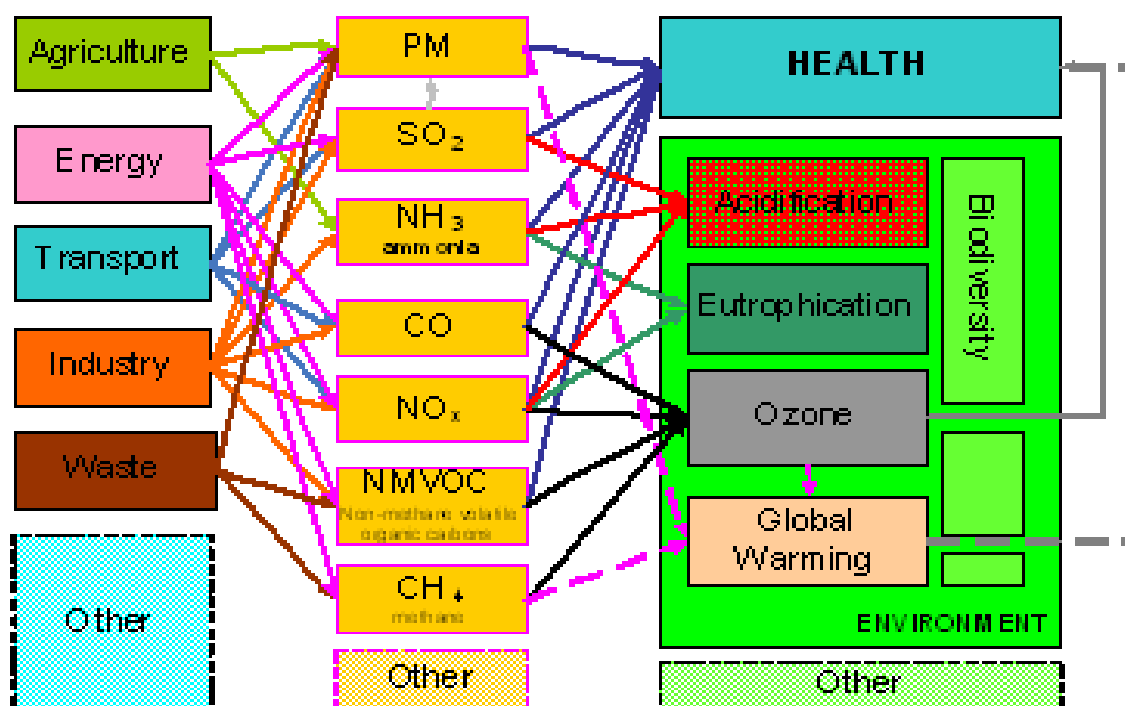 Agriculture
Energy
Transport
Industry
Waste
Other
PM
SO₂
NH₃
ammonia
CO
NOₓ
NMVOC
Non-methane volatile
organic carbons
CH₄
methane
Other
HEALTH
Acidification
Eutrophication
Ozone
Global
Warming
Biodiversity
ENVIRONMENT
Other